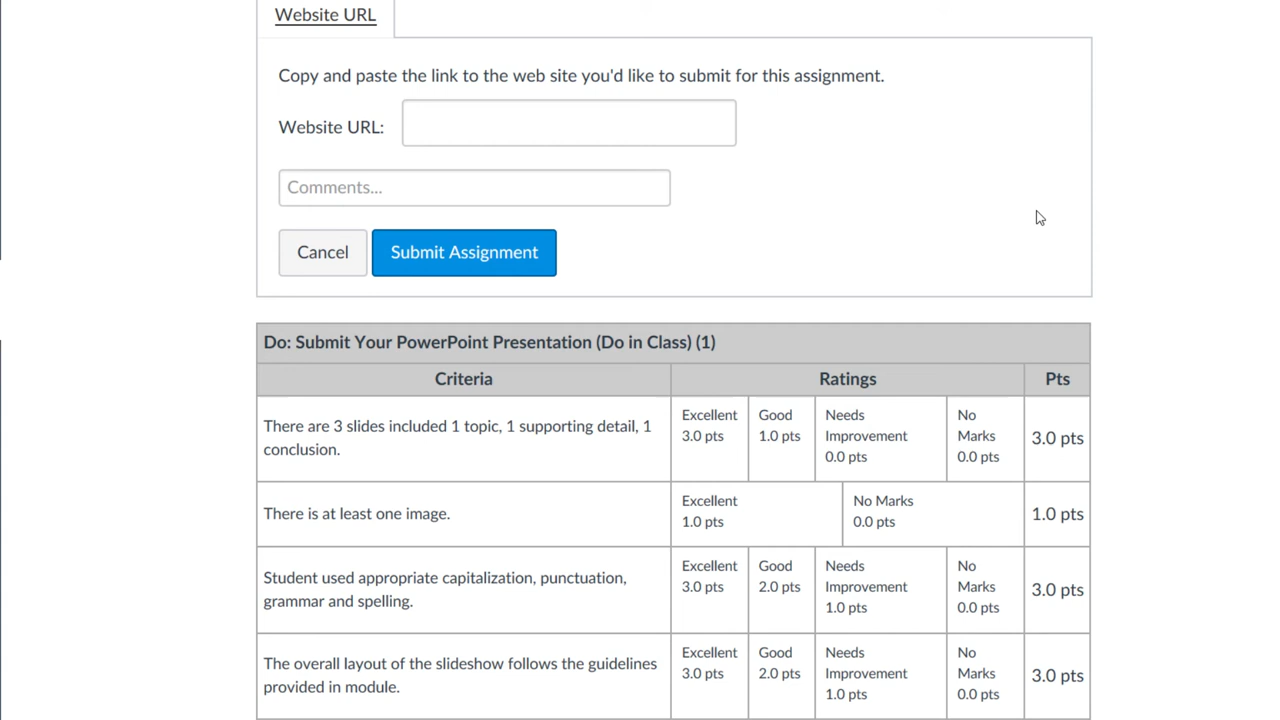 Website URL
Copy and paste the link to the web site you'd like to submit for this assignment.
Website URL:
Comments...
Cancel Submit Assignment
Do: Submit Your PowerPoint Presentation (Do in Class) (1)
Criteria Ratings Pts
There are 3 slides included 1 topic, 1 supporting detail, 1
conclusion.
Excellent
3.0 pts
Good
1.0 pts
Needs
Improvement
0.0 pts
No
Marks
0.0 pts
3.0 pts
There is at least one image.
Excellent
1.0 pts
No Marks
0.0 pts
1.0 pts
Student used appropriate capitalization, punctuation,
grammar and spelling.
Excellent
3.0 pts
Good
2.0 pts
Needs
Improvement
1.0 pts
No
Marks
0.0 pts
3.0 pts
The overall layout of the slideshow follows the guidelines
provided in module.
Excellent
3.0 pts
Good
2.0 pts
Needs
Improvement
1.0 pts
No
Marks
0.0 pts
3.0 pts